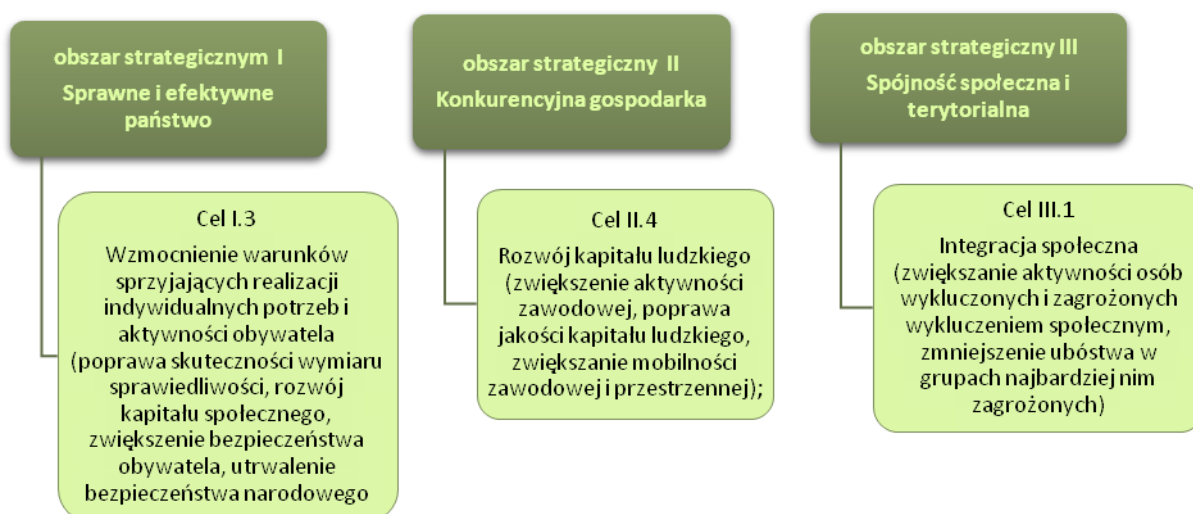 obszar strategicznym I
Sprawne i efektywne
państwo
Cel I.3
Wzmocnienie warunków
sprzyjających realizacji
indywidualnych potrzeb i
aktywności obywatela
(poprawa skuteczności wymiaru
sprawiedliwości, rozwój
kapitału społecznego,
zwiększenie bezpieczeństwa
obywatela, utrwalenie
bezpieczeństwa narodowego
obszar strategiczny II
Konkurencyjna gospodarka
Cel II.4
Rozwój kapitału ludzkiego
(zwiększenie aktywności
zawodowej, poprawa
jakości kapitału ludzkiego,
zwiększanie mobilności
zawodowej i przestrzennej);
obszar strategiczny III
Spójność społeczna i
terytorialna
Cel III.1
Integracja społeczna
(zwiększanie aktywności osób
wykluczonych i zagrożonych
wykluczeniem społecznym,
zmniejszenie ubóstwa w
grupach najbardziej nim
zagrożonych)